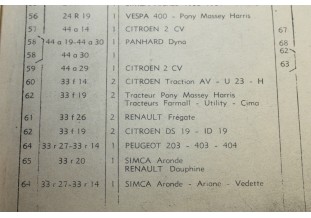 56 24 R 19 1 VESPA 400 - Pony Massey Harris
57 44 a 14 1 CITROEN 2 CV 67
58 44 a 19-44 a 30 1 PANHARD Dyna 68
58 44 a 30 1 62
59 44 a 29 1 CITROEN 2 CV 63
60 33 f 14 2 CITROEN Traction AV - U 23 - H
62 33 f 19 2 Tracteur Pony Massey Harris
Tracteurs Farmall - Utility - Cima
61 33 f 26 2 RENAULT Frégate
62 33 f 19 2 CITROEN DS 19 - ID 19
64 33 r 27-33 r 14 1 PEUGEOT 203 - 403 - 404
65 33 r 20 1 SIMCA Aronde
RENAULT Dauphine
64 33 r 27-33 r 14 1 SIMCA Aronde - Ariane - Vedette